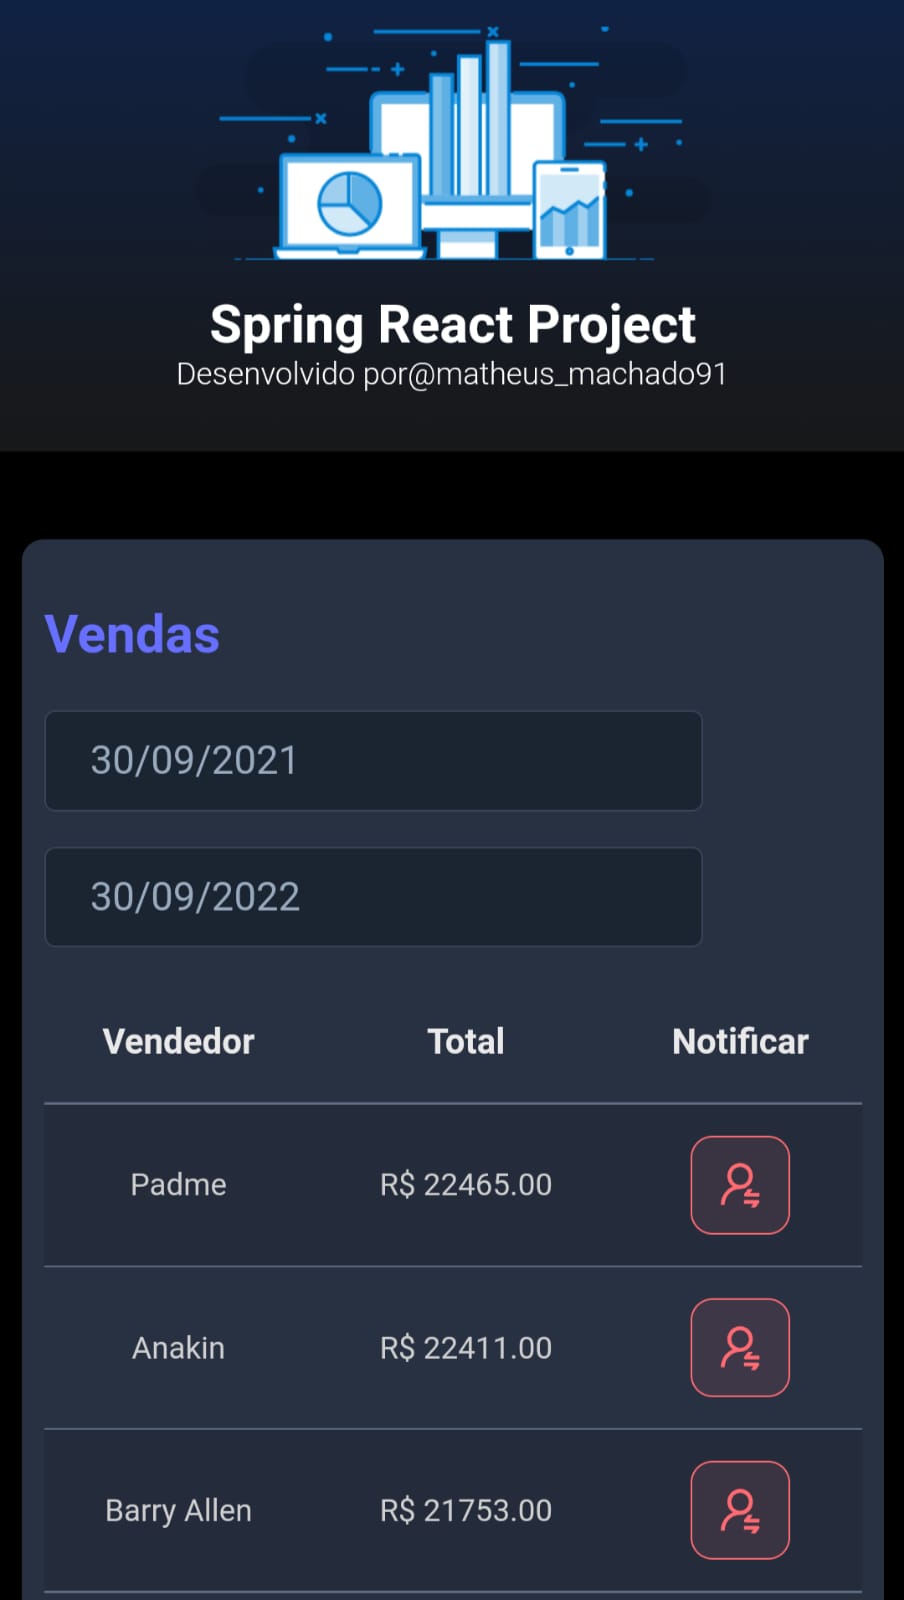 Spring React Project
Desenvolvido por@matheus_machado91
Vendas
30/09/2021
30/09/2022
Vendedor Total Notificar
Padme R$ 22465.00
Anakin R$ 22411.00
Barry Allen R$ 21753.00